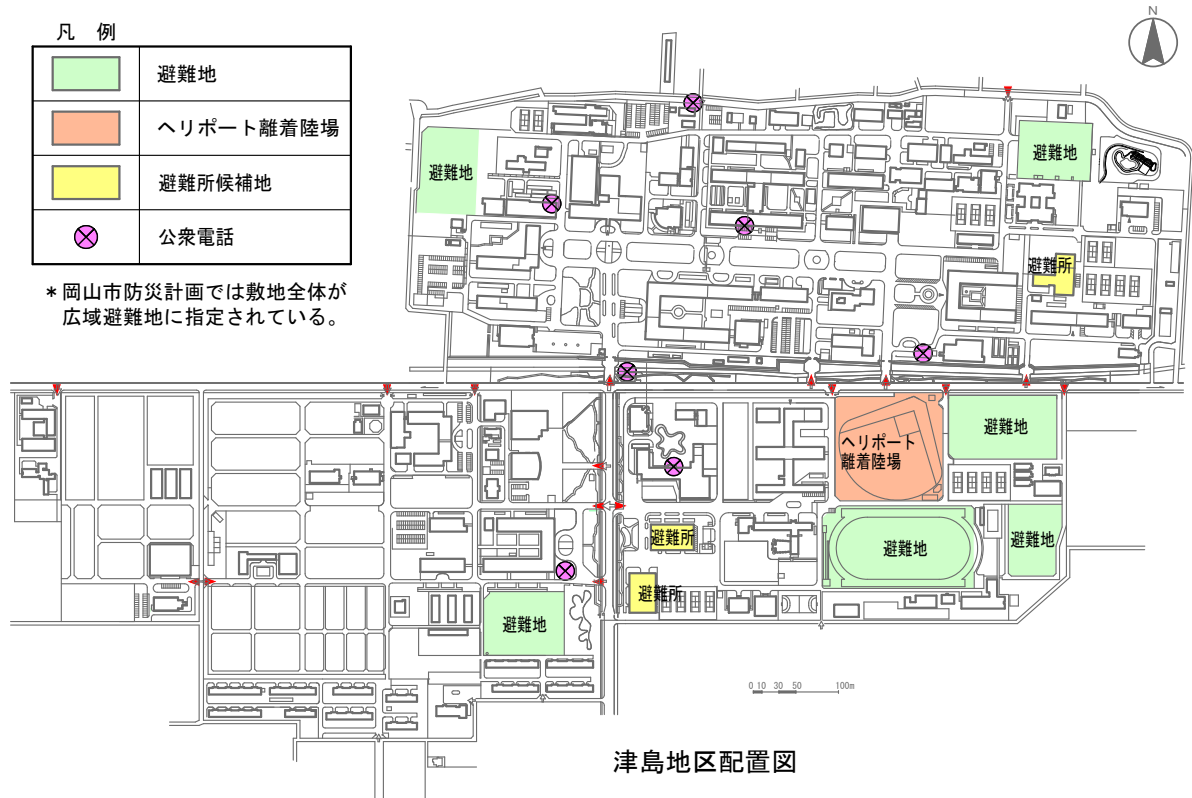 凡 例
避難地
ヘリポート離着陸場
避難所候補地
公衆電話
*岡山市防災計画では敷地全体が
広域避難地に指定されている。
N
避難地
避難地
避難所
避難地
ヘリポート
離着陸場
避難所
避難地
避難地
避難所
避難地
0 10 30 50 100m
津島地区配置図